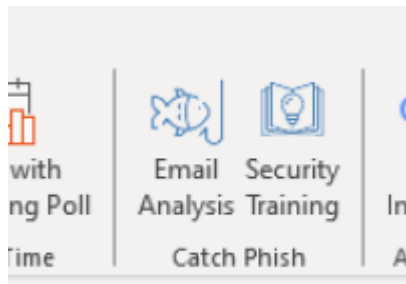 with
Email
Security
ng Poll
Analysis
Training
In
Time
Catch Phish
A